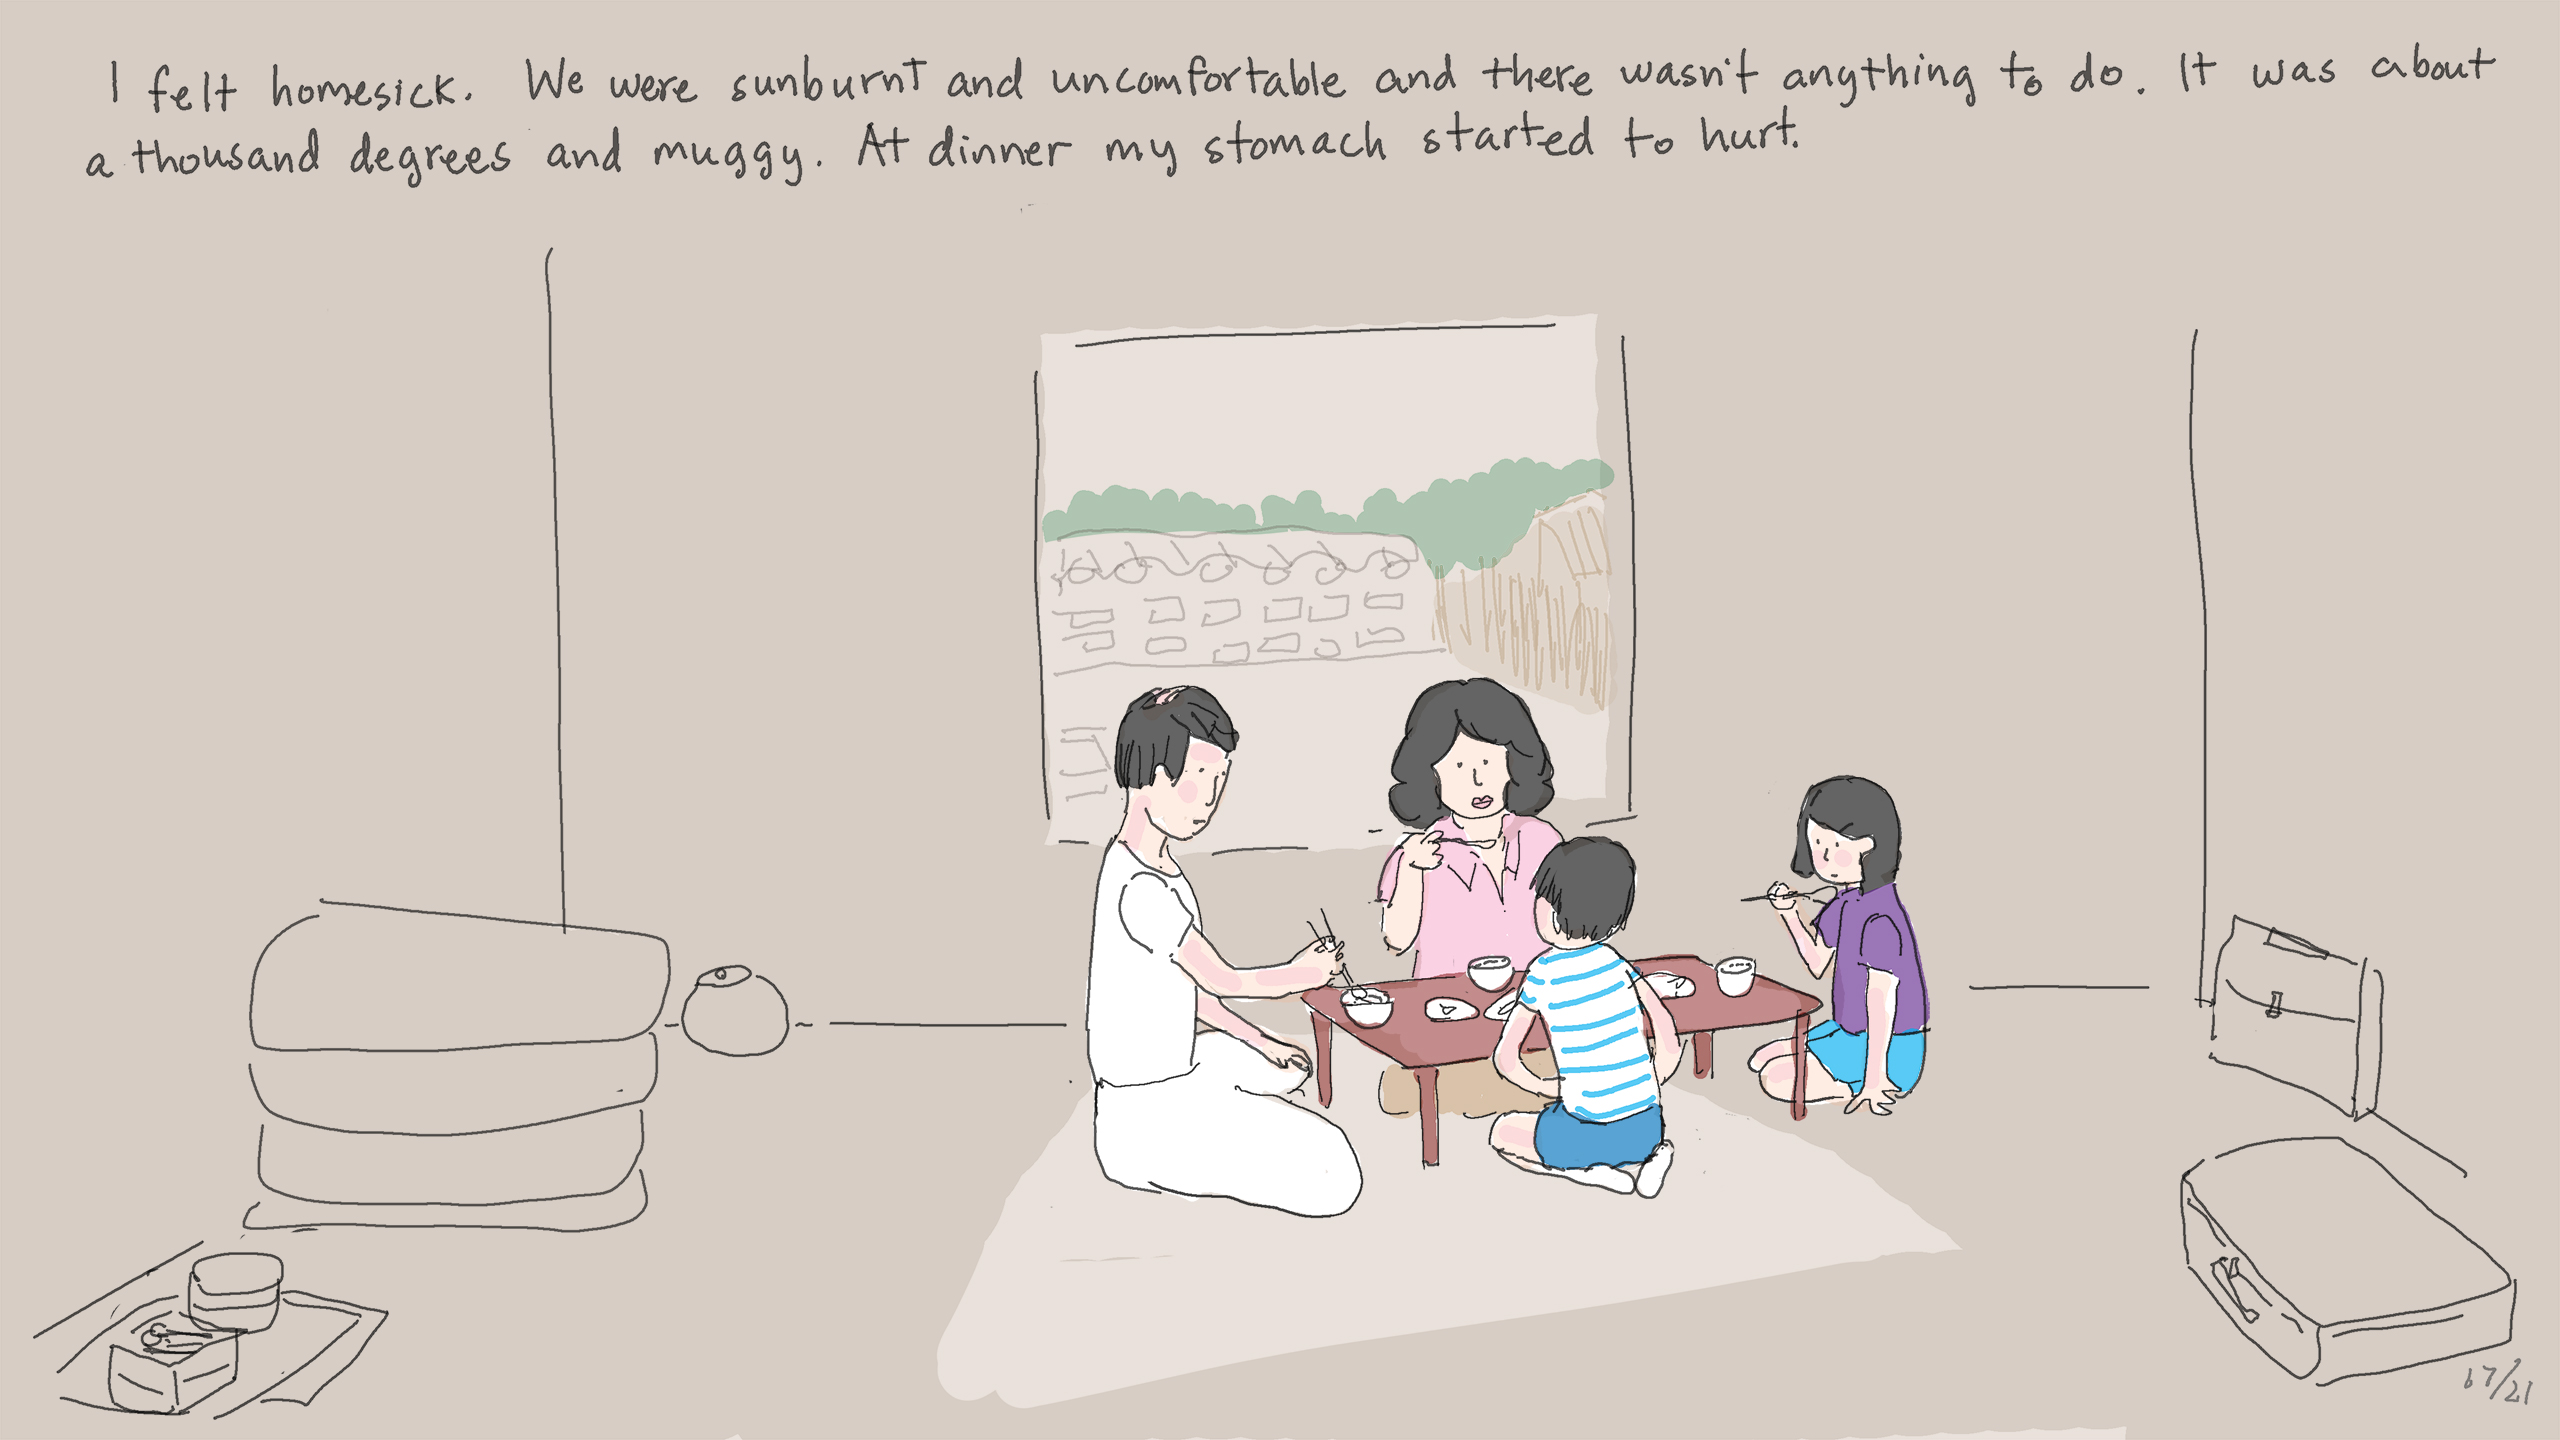 I felt homesick. We were sunburnt and uncomfortable and there wasn't anything to do. It was about
a thousand degrees and muggy. At dinner my stomach started to hurt.
67/21